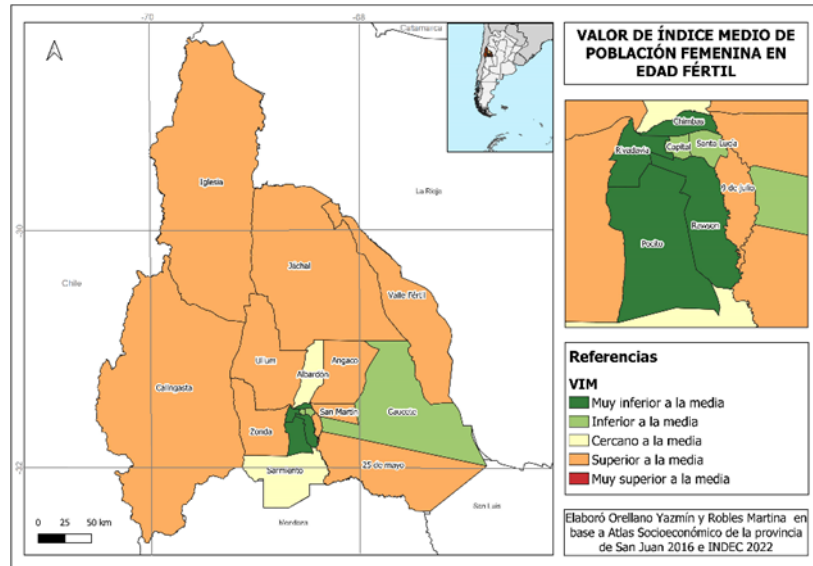 -70
-68
Catamarca
VALOR DE ÍNDICE MEDIO DE
POBLACIÓN FEMENINA EN
EDAD FÉRTIL
Chimbas
Rivadavia
Capital
Santa Lucía
9 de Julio
Rawson
Pocito
Iglesia
La Rioja
-30
Jáchal
Chile
Valle Fértil
Ullum
Albardón
Angaco
Calingasta
San Martín
Caucete
Zonda
-32
Sarmiento
25 de mayo
San Luis
Mendoza
0 25 50 km
Referencias
VIM
Muy inferior a la media
Inferior a la media
Cercano a la media
Superior a la media
Muy superior a la media
Elaboró Orellano Yazmín y Robles Martina en
base a Atlas Socioeconómico de la provincia
de San Juan 2016 e INDEC 2022